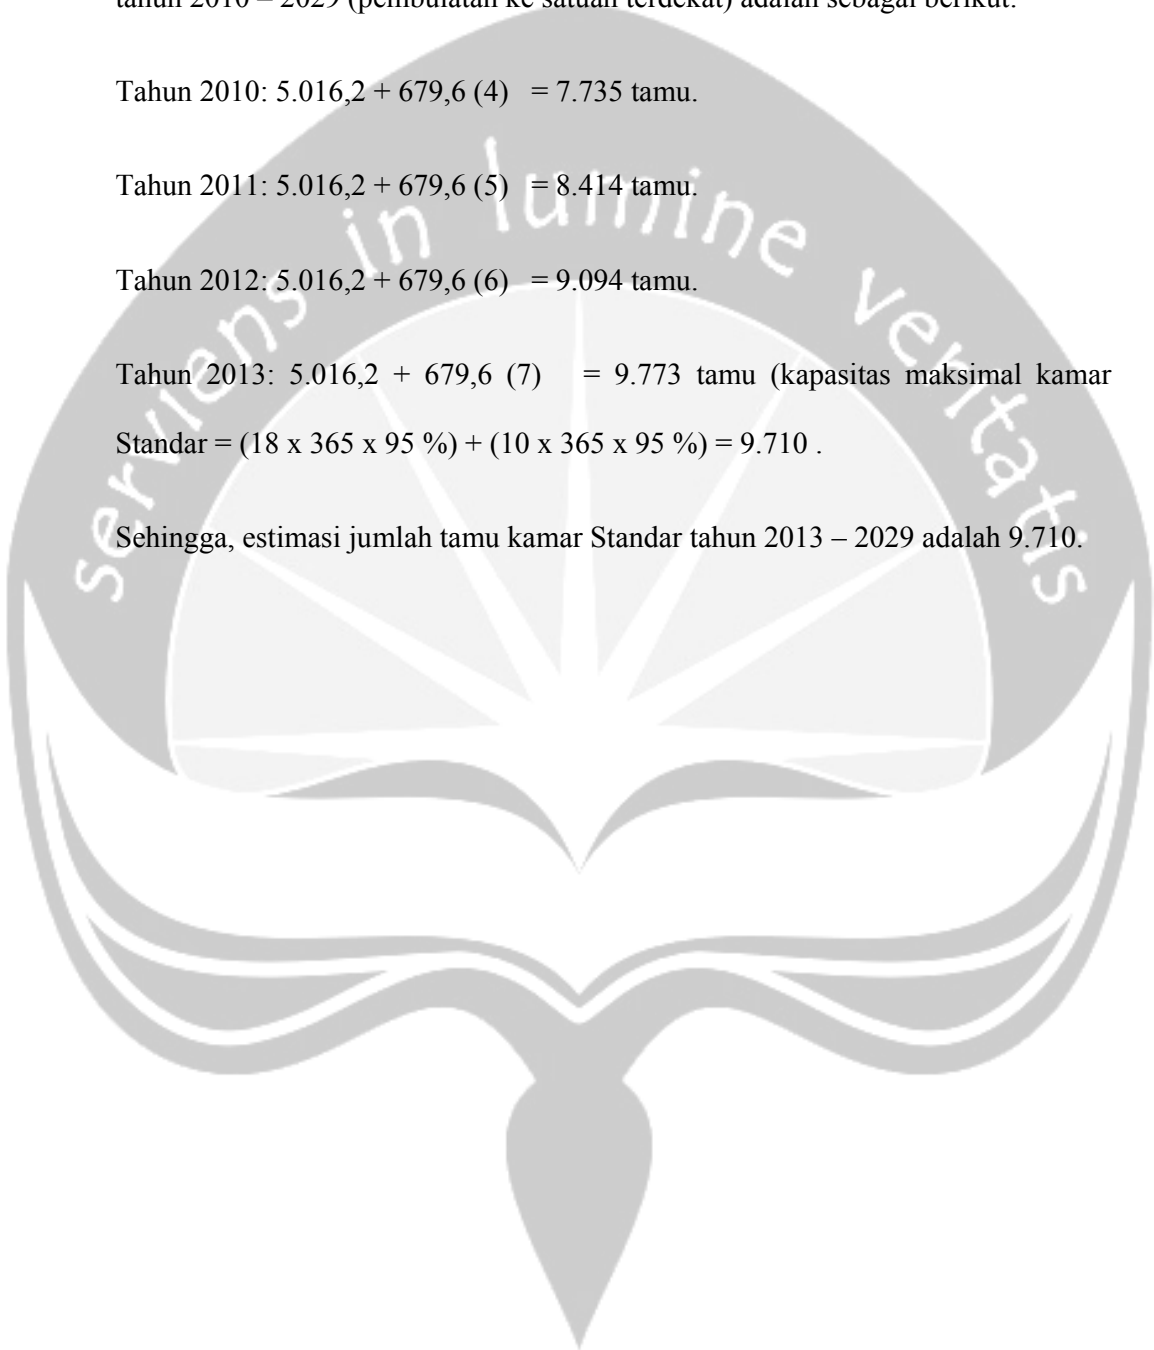 tahun 2010 – 2029 (pembulatan ke satuan terdekat) adalah sebagai berikut:
Tahun 2010: 5.016,2 + 679,6 (4) = 7.735 tamu.
Tahun 2011: 5.016,2 + 679,6 (5) = 8.414 tamu.
Tahun 2012: 5.016,2 + 679,6 (6) = 9.094 tamu.
Tahun 2013: 5.016,2 + 679,6 (7) = 9.773 tamu (kapasitas maksimal kamar
Standar = (18 x 365 x 95 %) + (10 x 365 x 95 %) = 9.710 .
Sehingga, estimasi jumlah tamu kamar Standar tahun 2013 – 2029 adalah 9.710.
serviens in lumine veritatis